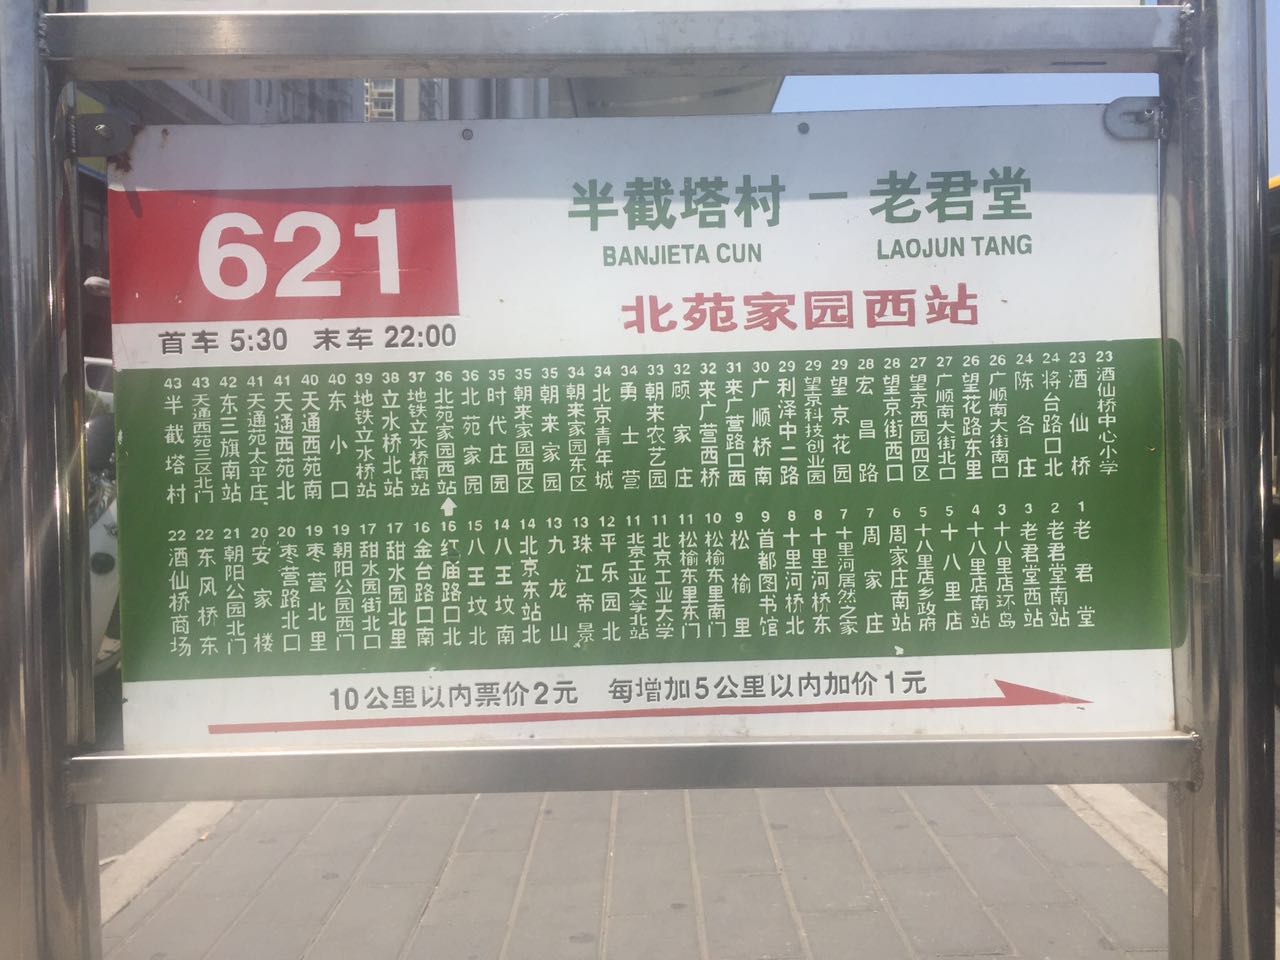 621
半截塔村 — 老君堂
BANJIETA CUN LAOJUN TANG
北苑家园西站
首车 5:30 末车 22:00
43 半截塔村
43 天通西苑三区北门
42 东三旗南站
41 天通苑太平庄
41 天通西苑北
40 天通西苑南
40 东小口
39 地铁立水桥站
38 立水桥北站
37 地铁立水桥南站
36 北苑家园西站
36 北苑家园
35 时代庄园
35 朝来家园西区
35 朝来家园
34 朝来家园东区
34 北京青年城
34 勇士营
33 朝来农艺园
32 顾家庄
32 来广营西桥
31 来广营路口西
30 广顺桥南
29 利泽中二路
29 望京科技创业园
29 望京花园
28 宏昌路
28 望京街西口
27 望京西园四区
27 广顺南大街北口
26 望花路东里
26 广顺南大街南口
24 陈各庄
24 将台路口北
23 酒仙桥
23 酒仙桥中心小学
22 酒仙桥商场
22 东风桥东
21 朝阳公园北门
20 安家楼
20 枣营路北口
19 枣营北里
19 朝阳公园西门
17 甜水园街北口
17 甜水园北里
16 金台路口南
16 红庙路口北
15 八王坟北
14 八王坟南
14 北京东站北
13 九龙山
13 珠江帝景
12 平乐园北
11 北京工业大学北站
11 北京工业大学
11 松榆东里东门
10 松榆东里南门
9 松榆里
9 首都图书馆
8 十里河桥北
8 十里河桥东
7 十里河居然之家
7 周家庄
6 周家庄南站
5 十八里店乡政府
5 十八里店
4 十八里店南站
3 十八里店环岛
3 老君堂西站
2 老君堂南站
1 老君堂
10公里以内票价2元 每增加5公里以内加价1元